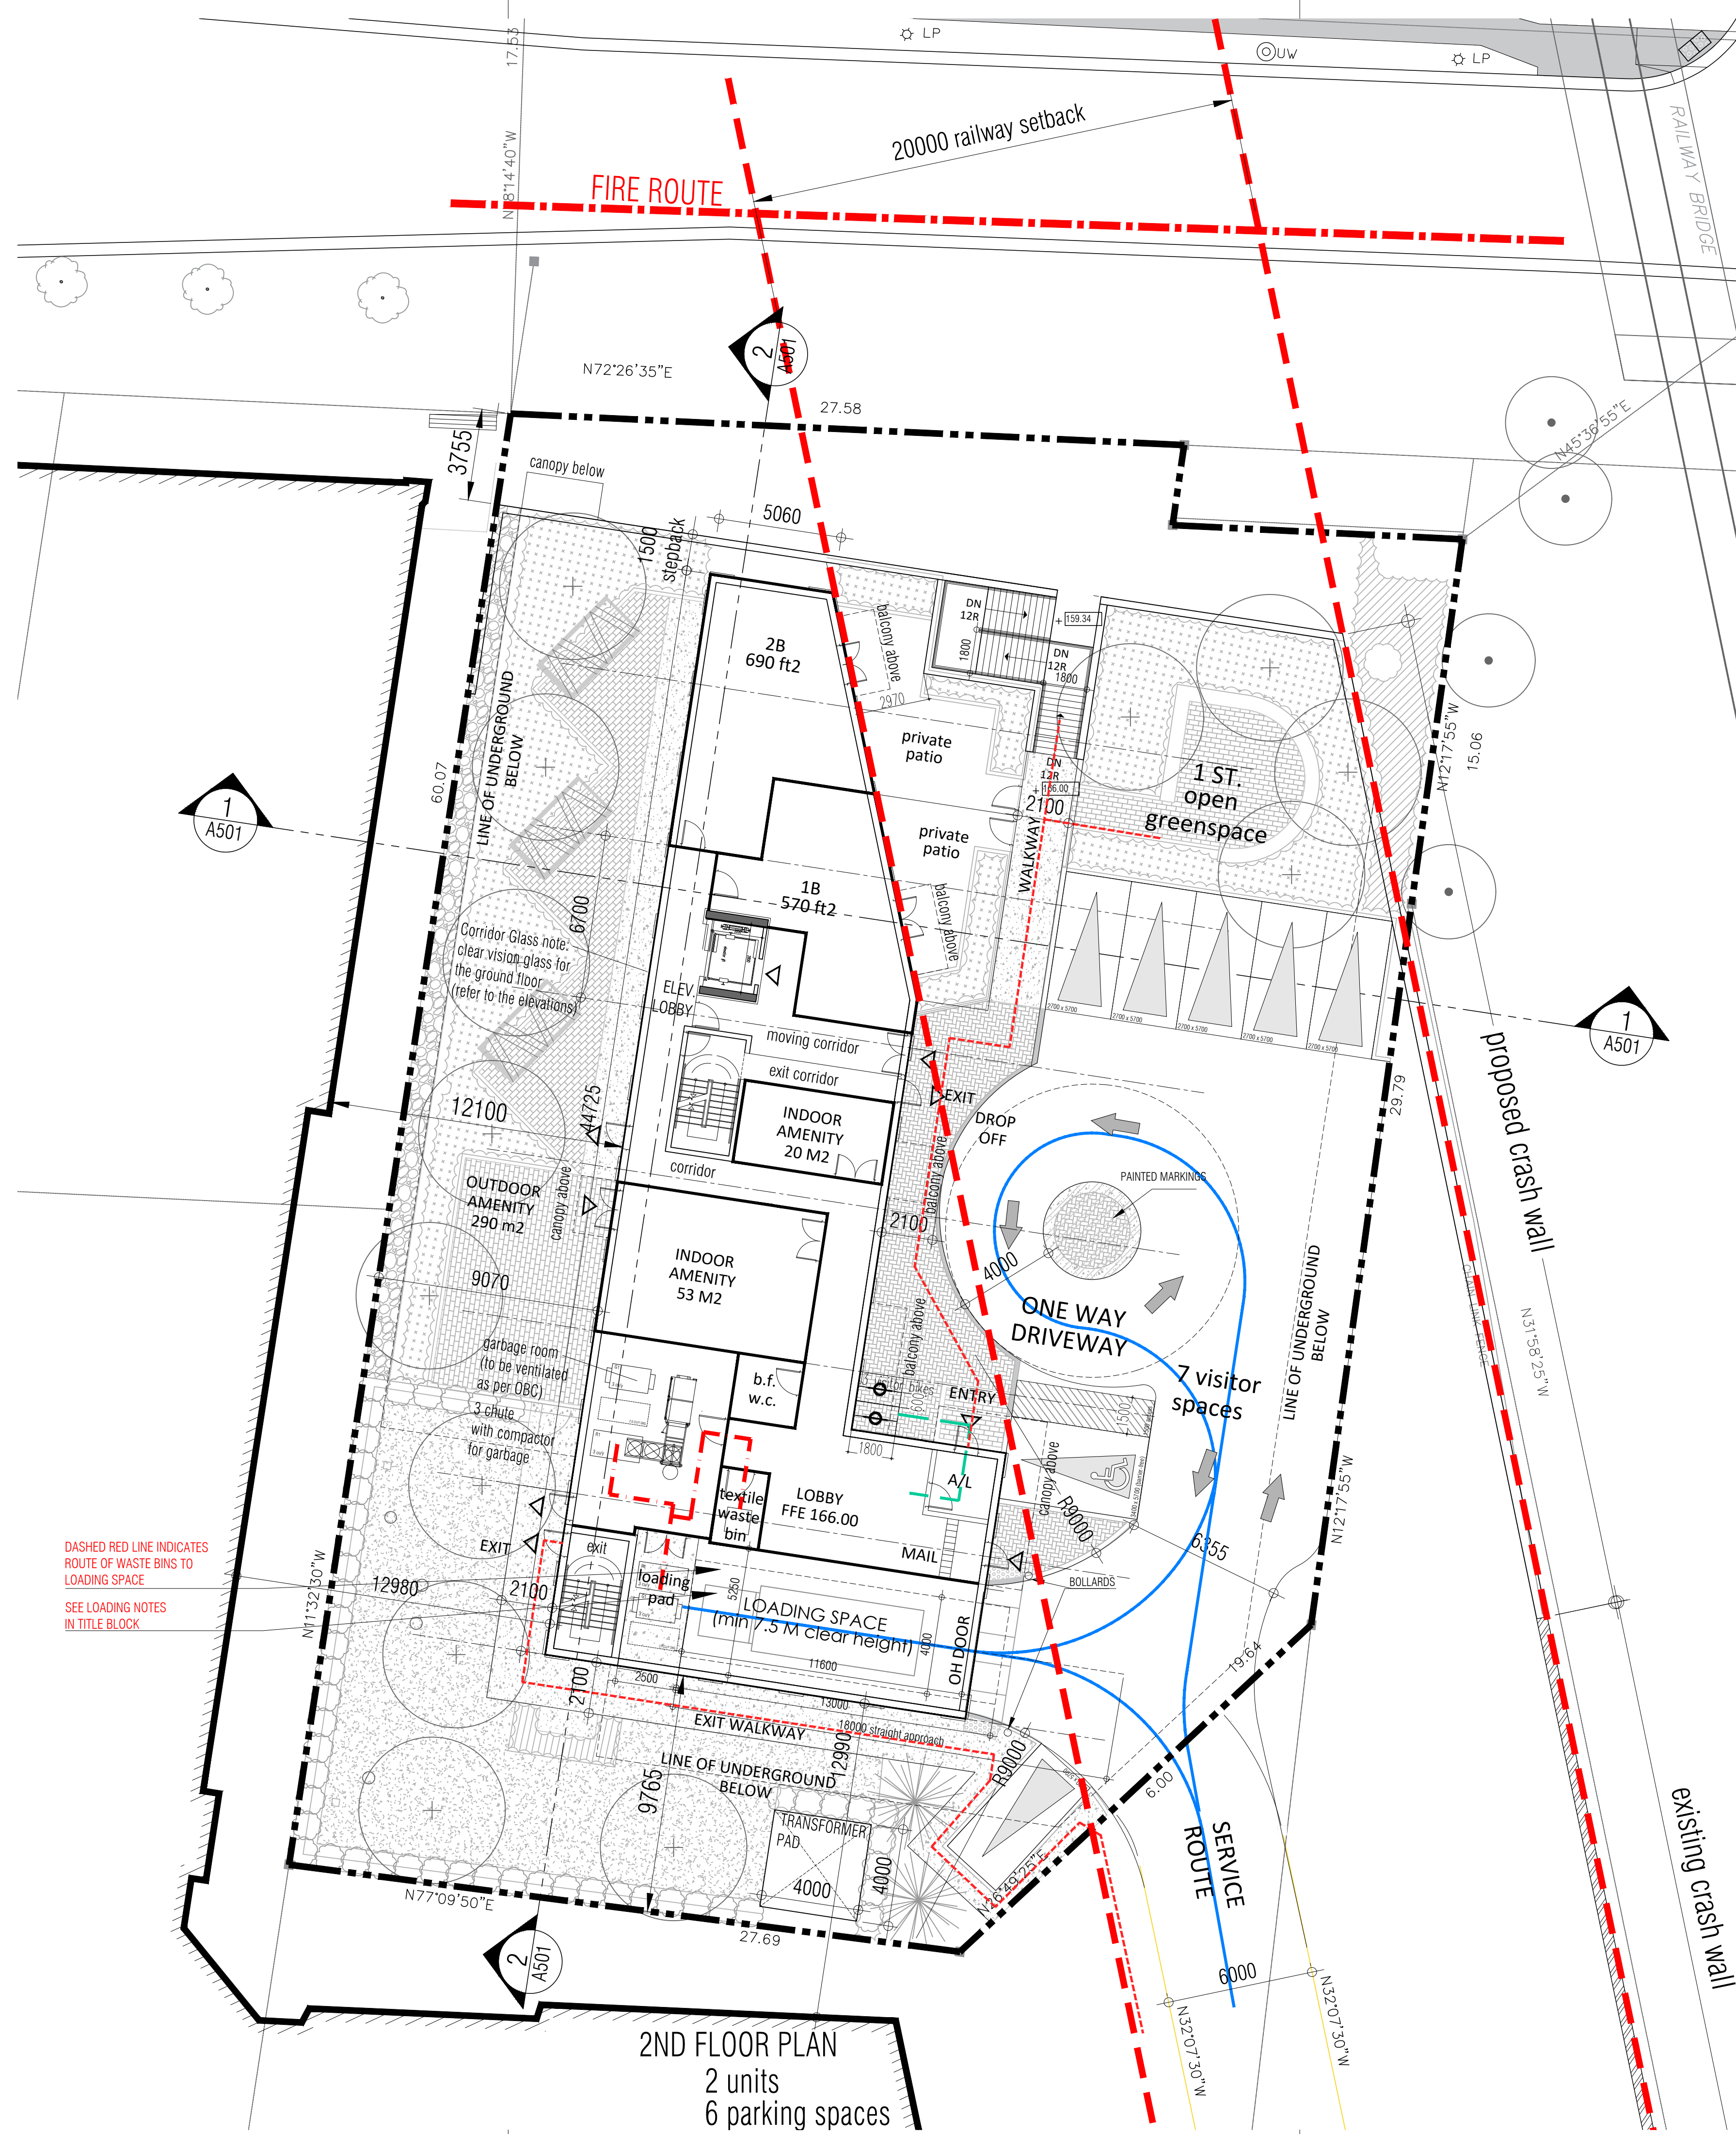 LP
UW
LP
17.53
20000 railway setback
RAILWAY BRIDGE
FIRE ROUTE
2
A501
N72°26'35"E
27.58
N45°36'55"E
3755
canopy below
5060
1500
stepback
DN
12R
159.34
2B
690 ft2
balcony above
1800
DN
12R
1800
2970
LINE OF UNDERGROUND
BELOW
private
patio
N12°17'55"W
15.06
60.07
DN
12R
166.00
1 ST.
open
greenspace
2100
1
A501
private
patio
WALKWAY
1B
570 ft2
balcony above
6700
Corridor Glass note:
clear vision glass for
the ground floor
(refer to the elevations)
ELEV.
LOBBY
2700 x 5700
2700 x 5700
2700 x 5700
2700 x 5700
2700 x 5700
1
A501
moving corridor
exit corridor
proposed crash wall
29.79
12100
44725
EXIT
DROP
OFF
INDOOR
AMENITY
20 M2
corridor
balcony above
PAINTED MARKINGS
OUTDOOR
AMENITY
290 m2
canopy above
2100
INDOOR
AMENITY
53 M2
4000
9070
LINE OF UNDERGROUND
BELOW
CHAIN LINK FENCE
ONE WAY
DRIVEWAY
N31°58'25"W
balcony above
garbage room
(to be ventilated
as per OBC)
b.f.
w.c.
7 visitor
spaces
bikes
ENTRY
3 chute
with compactor
for garbage
1500
1800
canopy above
A/L
textile
waste
bin
LOBBY
FFE 166.00
R9000
N12°17'55"W
MAIL
6355
EXIT
exit
DASHED RED LINE INDICATES
ROUTE OF WASTE BINS TO
LOADING SPACE
SEE LOADING NOTES
IN TITLE BLOCK
12980
2100
loading
pad
5250
BOLLARDS
LOADING SPACE
(min 7.5 M clear height)
N11°32'30"W
4000
OH DOOR
11600
19.64
2500
2100
13000
EXIT WALKWAY
18000 straight approach
12990
R9000
LINE OF UNDERGROUND
BELOW
9765
6.00
TRANSFORMER
PAD
4000
4000
SERVICE
ROUTE
N26°49'25"E
existing crash wall
N77°09'50"E
27.69
2
A501
6000
N32°07'30"W
N32°07'30"W
2ND FLOOR PLAN
2 units
6 parking spaces